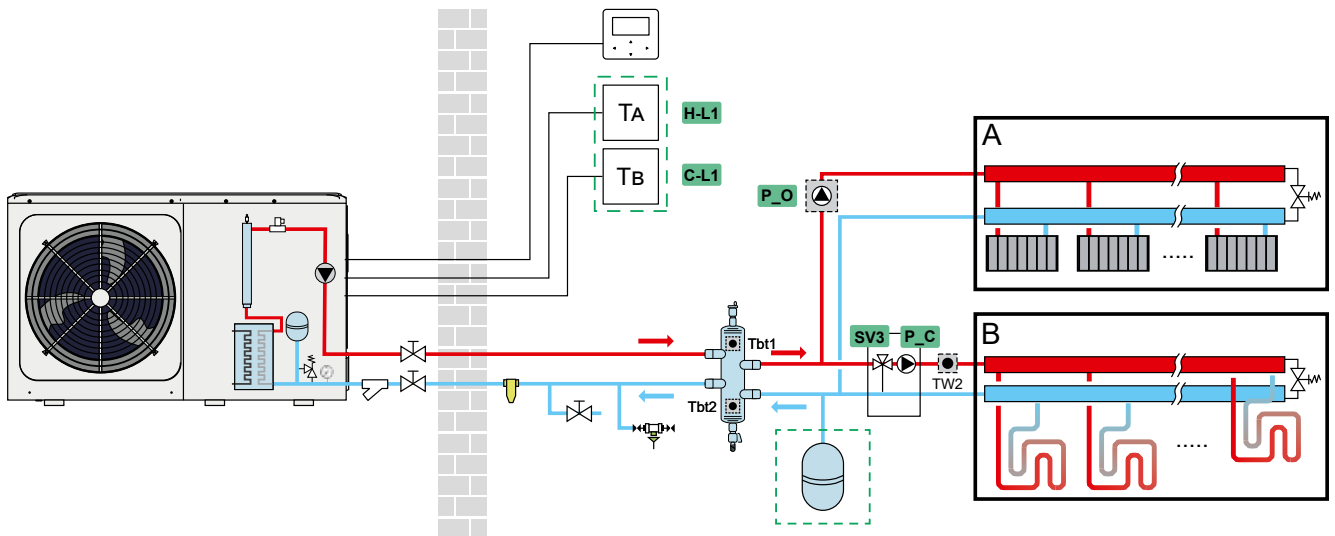 TA
H-L1
TB
C-L1
A
P_O
.....
Tbt1
SV3
P_C
B
TW2
Tbt2
.....